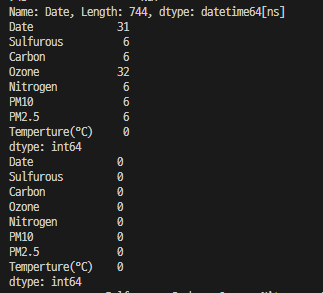 Name: Date, Length: 744, dtype: datetime64[ns]
Date 31
Sulfurous 6
Carbon 6
Ozone 32
Nitrogen 6
PM10 6
PM2.5 6
Temperture(°C) 0
dtype: int64
Date 0
Sulfurous 0
Carbon 0
Ozone 0
Nitrogen 0
PM10 0
PM2.5 0
Temperture(°C) 0
dtype: int64